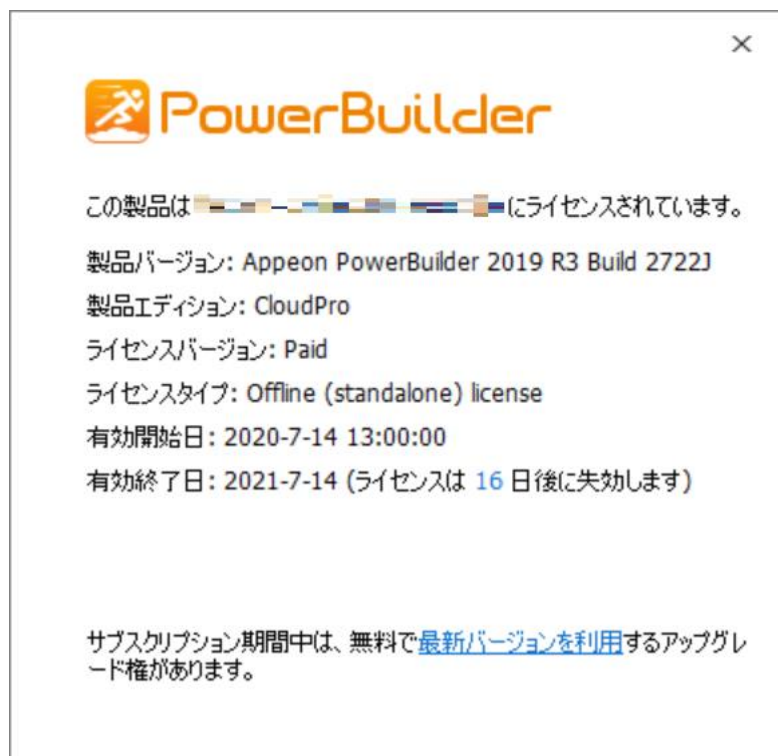 PowerBuilder
この製品は にライセンスされています。
製品バージョン: Appeon PowerBuilder 2019 R3 Build 2722J
製品エディション: CloudPro
ライセンスバージョン: Paid
ライセンスタイプ: Offline (standalone) license
有効開始日: 2020-7-14 13:00:00
有効終了日: 2021-7-14 (ライセンスは 16 日後に失効します)
サブスクリプション期間中は、無料で最新バージョンを利用するアップグレ
ード権があります。